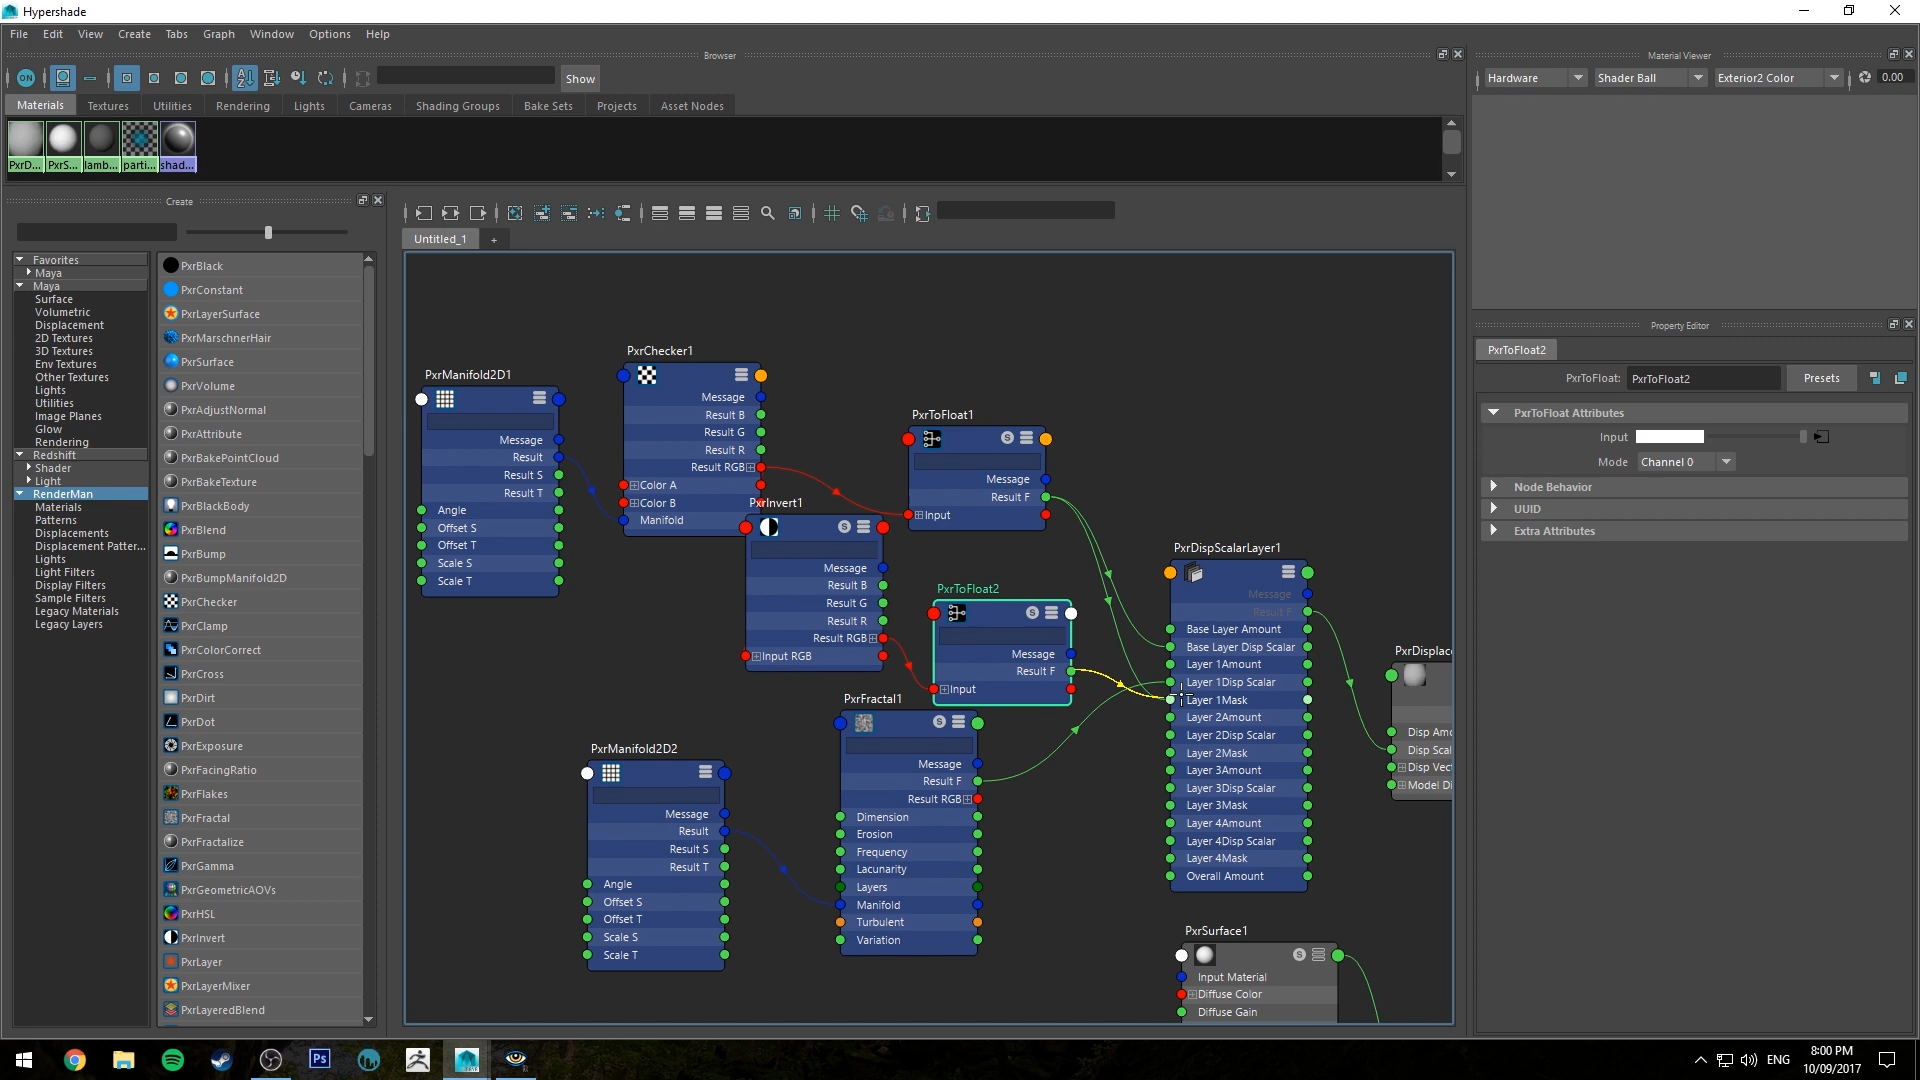 Hypershade
File Edit View Create Tabs Graph Window Options Help
Browser
ON
Show
Materials Textures Utilities Rendering Lights Cameras Shading Groups Bake Sets Projects Asset Nodes
PxrD... PxrS... lamb... parti... shad...
Material Viewer
Hardware Shader Ball Exterior2 Color 0.00
Create
Favorites
Maya
Maya
Surface
Volumetric
Displacement
2D Textures
3D Textures
Env Textures
Other Textures
Lights
Utilities
Image Planes
Glow
Rendering
Redshift
Shader
Light
RenderMan
Materials
Patterns
Displacements
Displacement Patter...
Lights
Light Filters
Display Filters
Sample Filters
Legacy Materials
Legacy Layers
PxrBlack
PxrConstant
PxrLayerSurface
PxrMarschnerHair
PxrSurface
PxrVolume
PxrAdjustNormal
PxrAttribute
PxrBakePointCloud
PxrBakeTexture
PxrBlackBody
PxrBlend
PxrBump
PxrBumpManifold2D
PxrChecker
PxrClamp
PxrColorCorrect
PxrCross
PxrDirt
PxrDot
PxrExposure
PxrFacingRatio
PxrFlakes
PxrFractal
PxrFractalize
PxrGamma
PxrGeometricAOVs
PxrHSL
PxrInvert
PxrLayer
PxrLayerMixer
PxrLayeredBlend
Untitled_1 +
PxrManifold2D1
Message
Result
Result S
Result T
Angle
Offset S
Offset T
Scale S
Scale T
PxrChecker1
Message
Result B
Result G
Result R
Result RGB
Color A
Color B
Manifold
PxrInvert1
S
Message
Result B
Result G
Result R
Result RGB
Input RGB
PxrToFloat1
S
Message
Result F
Input
PxrToFloat2
S
Message
Result F
Input
PxrFractal1
S
Message
Result F
Result RGB
Dimension
Erosion
Frequency
Lacunarity
Layers
Manifold
Turbulent
Variation
PxrManifold2D2
Message
Result
Result S
Result T
Angle
Offset S
Offset T
Scale S
Scale T
PxrDispScalarLayer1
Message
Result F
Base Layer Amount
Base Layer Disp Scalar
Layer 1Amount
Layer 1Disp Scalar
Layer 1Mask
Layer 2Amount
Layer 2Disp Scalar
Layer 2Mask
Layer 3Amount
Layer 3Disp Scalar
Layer 3Mask
Layer 4Amount
Layer 4Disp Scalar
Layer 4Mask
Overall Amount
PxrDisplace
Disp Amo
Disp Scal
Disp Vect
Model Di
PxrSurface1
S
Input Material
Diffuse Color
Diffuse Gain
Property Editor
PxrToFloat2
PxrToFloat: PxrToFloat2 Presets
PxrToFloat Attributes
Input
Mode Channel 0
Node Behavior
UUID
Extra Attributes
Ps
ENG
8:00 PM
10/09/2017